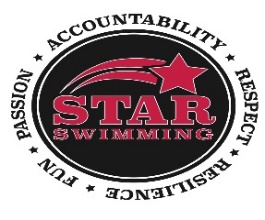 ACCOUNTABILITY ★ RESPECT ★ RESILIENCE ★ FUN ★ PASSION ★
STAR
SWIMMING